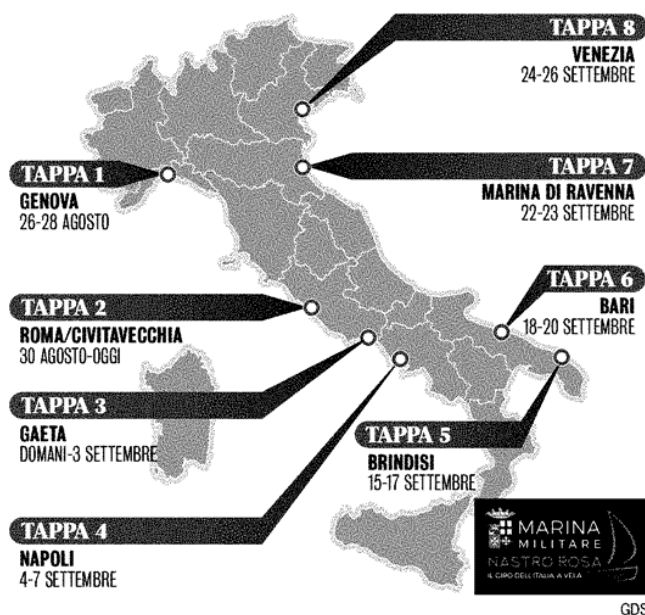 TAPPA 8
VENEZIA
24-26 SETTEMBRE
TAPPA 1
GENOVA
26-28 AGOSTO
TAPPA 7
MARINA DI RAVENNA
22-23 SETTEMBRE
TAPPA 2
ROMA/CIVITAVECCHIA
30 AGOSTO-OGGI
TAPPA 6
BARI
18-20 SETTEMBRE
TAPPA 3
GAETA
DOMANI-3 SETTEMBRE
TAPPA 5
BRINDISI
15-17 SETTEMBRE
TAPPA 4
NAPOLI
4-7 SETTEMBRE
MARINA
MILITARE
NASTRO ROSA
IL GIRO DELL'ITALIA A VELA
GDS